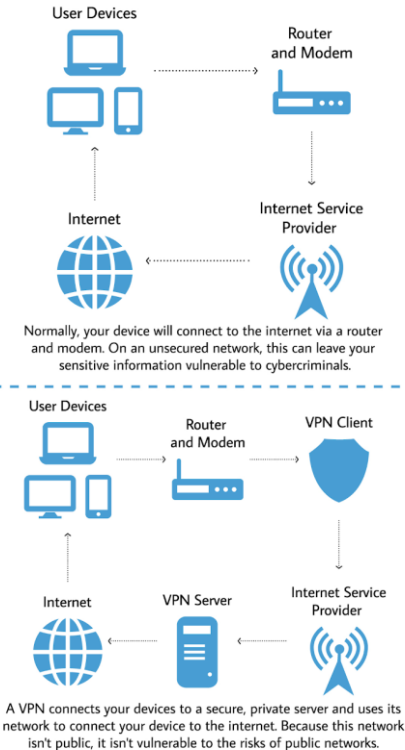 User Devices
Router
and Modem
Internet
Internet Service
Provider
Normally, your device will connect to the internet via a router
and modem. On an unsecured network, this can leave your
sensitive information vulnerable to cybercriminals.
User Devices
Router
and Modem
VPN Client
Internet
VPN Server
Internet Service
Provider
A VPN connects your devices to a secure, private server and uses its
network to connect your device to the internet. Because this network
isn't public, it isn't vulnerable to the risks of public networks.